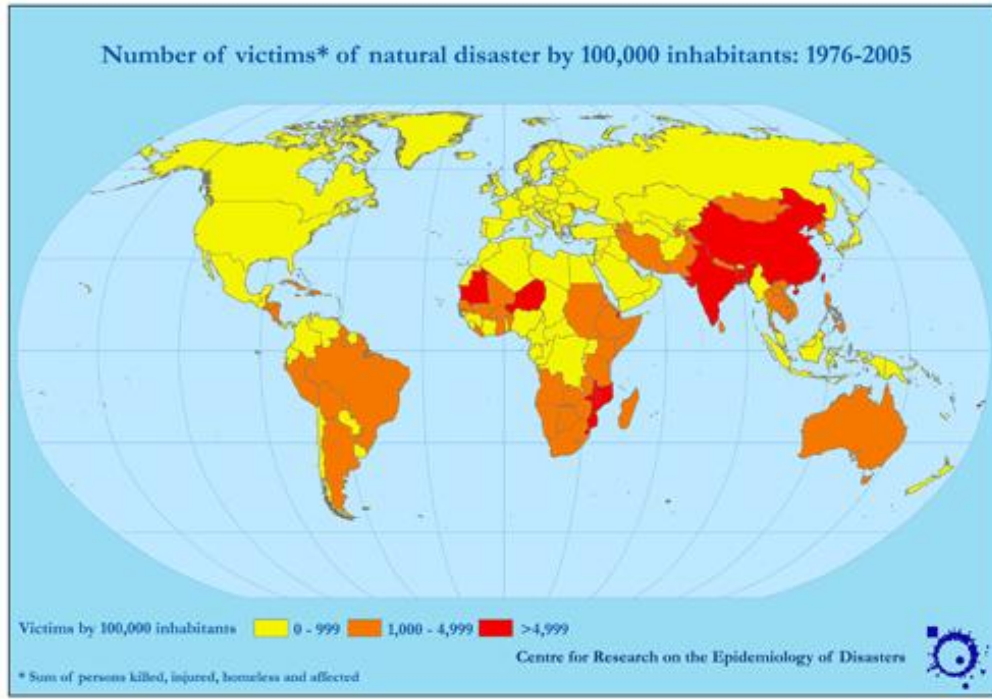 Number of victims* of natural disaster by 100,000 inhabitants: 1976-2005
Victims by 100,000 inhabitants 0 - 999 1,000 - 4,999 >4,999
Centre for Research on the Epidemiology of Disasters
* Sum of persons killed, injured, homeless and affected